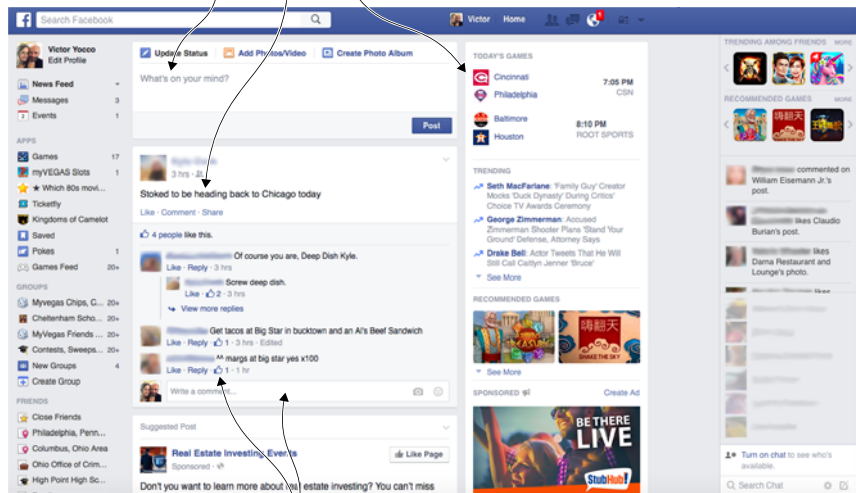 f Search Facebook
Victor Home
Victor Yocco
Edit Profile
News Feed
Messages 3
Events 1
APPS
Games 17
myVEGAS Slots 1
★ Which 80s movi...
Ticketfly
Kingdoms of Camelot
Saved
Pokes 1
Games Feed 20+
GROUPS
Myvegas Chips, C... 20+
Cheltenham Scho... 20+
MyVegas Friends ... 20+
Contests, Sweeps... 20+
New Groups 4
Create Group
FRIENDS
Close Friends
Philadelphia, Penn...
Columbus, Ohio Area
Ohio Office of Crim...
High Point High Sc...
Update Status Add Photos/Video Create Photo Album
What's on your mind?
Post
3 hrs ·
Stoked to be heading back to Chicago today
Like · Comment · Share
4 people like this.
Of course you are, Deep Dish Kyle.
Like · Reply · 3 hrs
Screw deep dish.
Like · 2 · 3 hrs
View more replies
Get tacos at Big Star in bucktown and an Al's Beef Sandwich
Like · Reply · 1 · 3 hrs · Edited
^^ margs at big star yes x100
Like · Reply · 1 · 1 hr
Write a comment...
Suggested Post
Real Estate Investing Events
Sponsored ·
Like Page
Don't you want to learn more about real estate investing? You can't miss
TODAY'S GAMES
Cincinnati
Philadelphia
7:05 PM
CSN
Baltimore
Houston
8:10 PM
ROOT SPORTS
TRENDING
Seth MacFarlane: 'Family Guy' Creator
Mocks 'Duck Dynasty' During Critics'
Choice TV Awards Ceremony
George Zimmerman: Accused
Zimmerman Shooter Plans 'Stand Your
Ground' Defense, Attorney Says
Drake Bell: Actor Tweets That He Will
Still Call Caitlyn Jenner 'Bruce'
See More
RECOMMENDED GAMES
TREASURE
嗨翻天
SHAKE THE SKY
See More
SPONSORED Create Ad
BE THERE
LIVE
StubHub!
TRENDING AMONG FRIENDS MORE
RECOMMENDED GAMES MORE
嗨翻天
commented on
William Eisemann Jr.'s
post.
likes Claudio
Burian's post.
likes
Darna Restaurant and
Lounge's photo.
likes
Turn on chat to see who's
available.
Search Chat